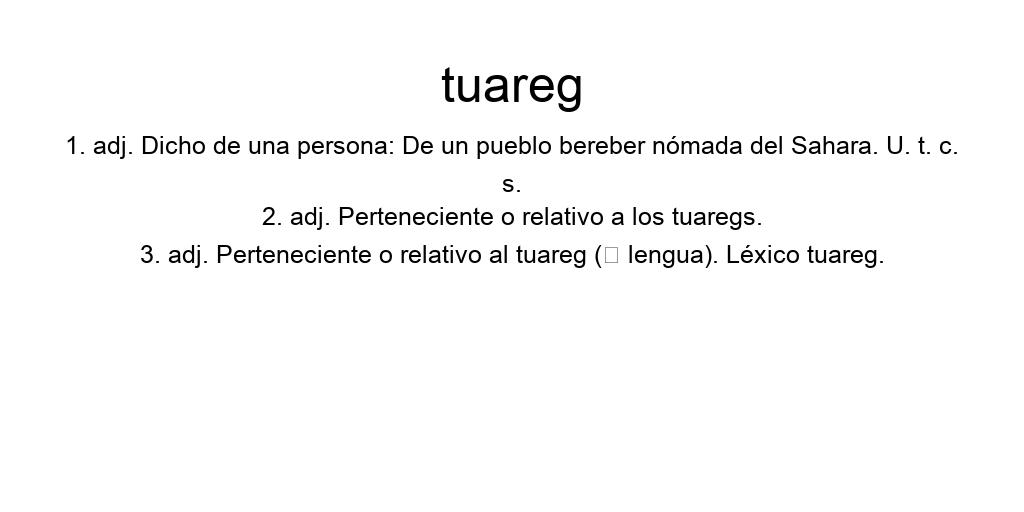 tuareg
1. adj. Dicho de una persona: De un pueblo bereber nómada del Sahara. U. t. c.
s.
2. adj. Perteneciente o relativo a los tuaregs.
3. adj. Perteneciente o relativo al tuareg (□ lengua). Léxico tuareg.